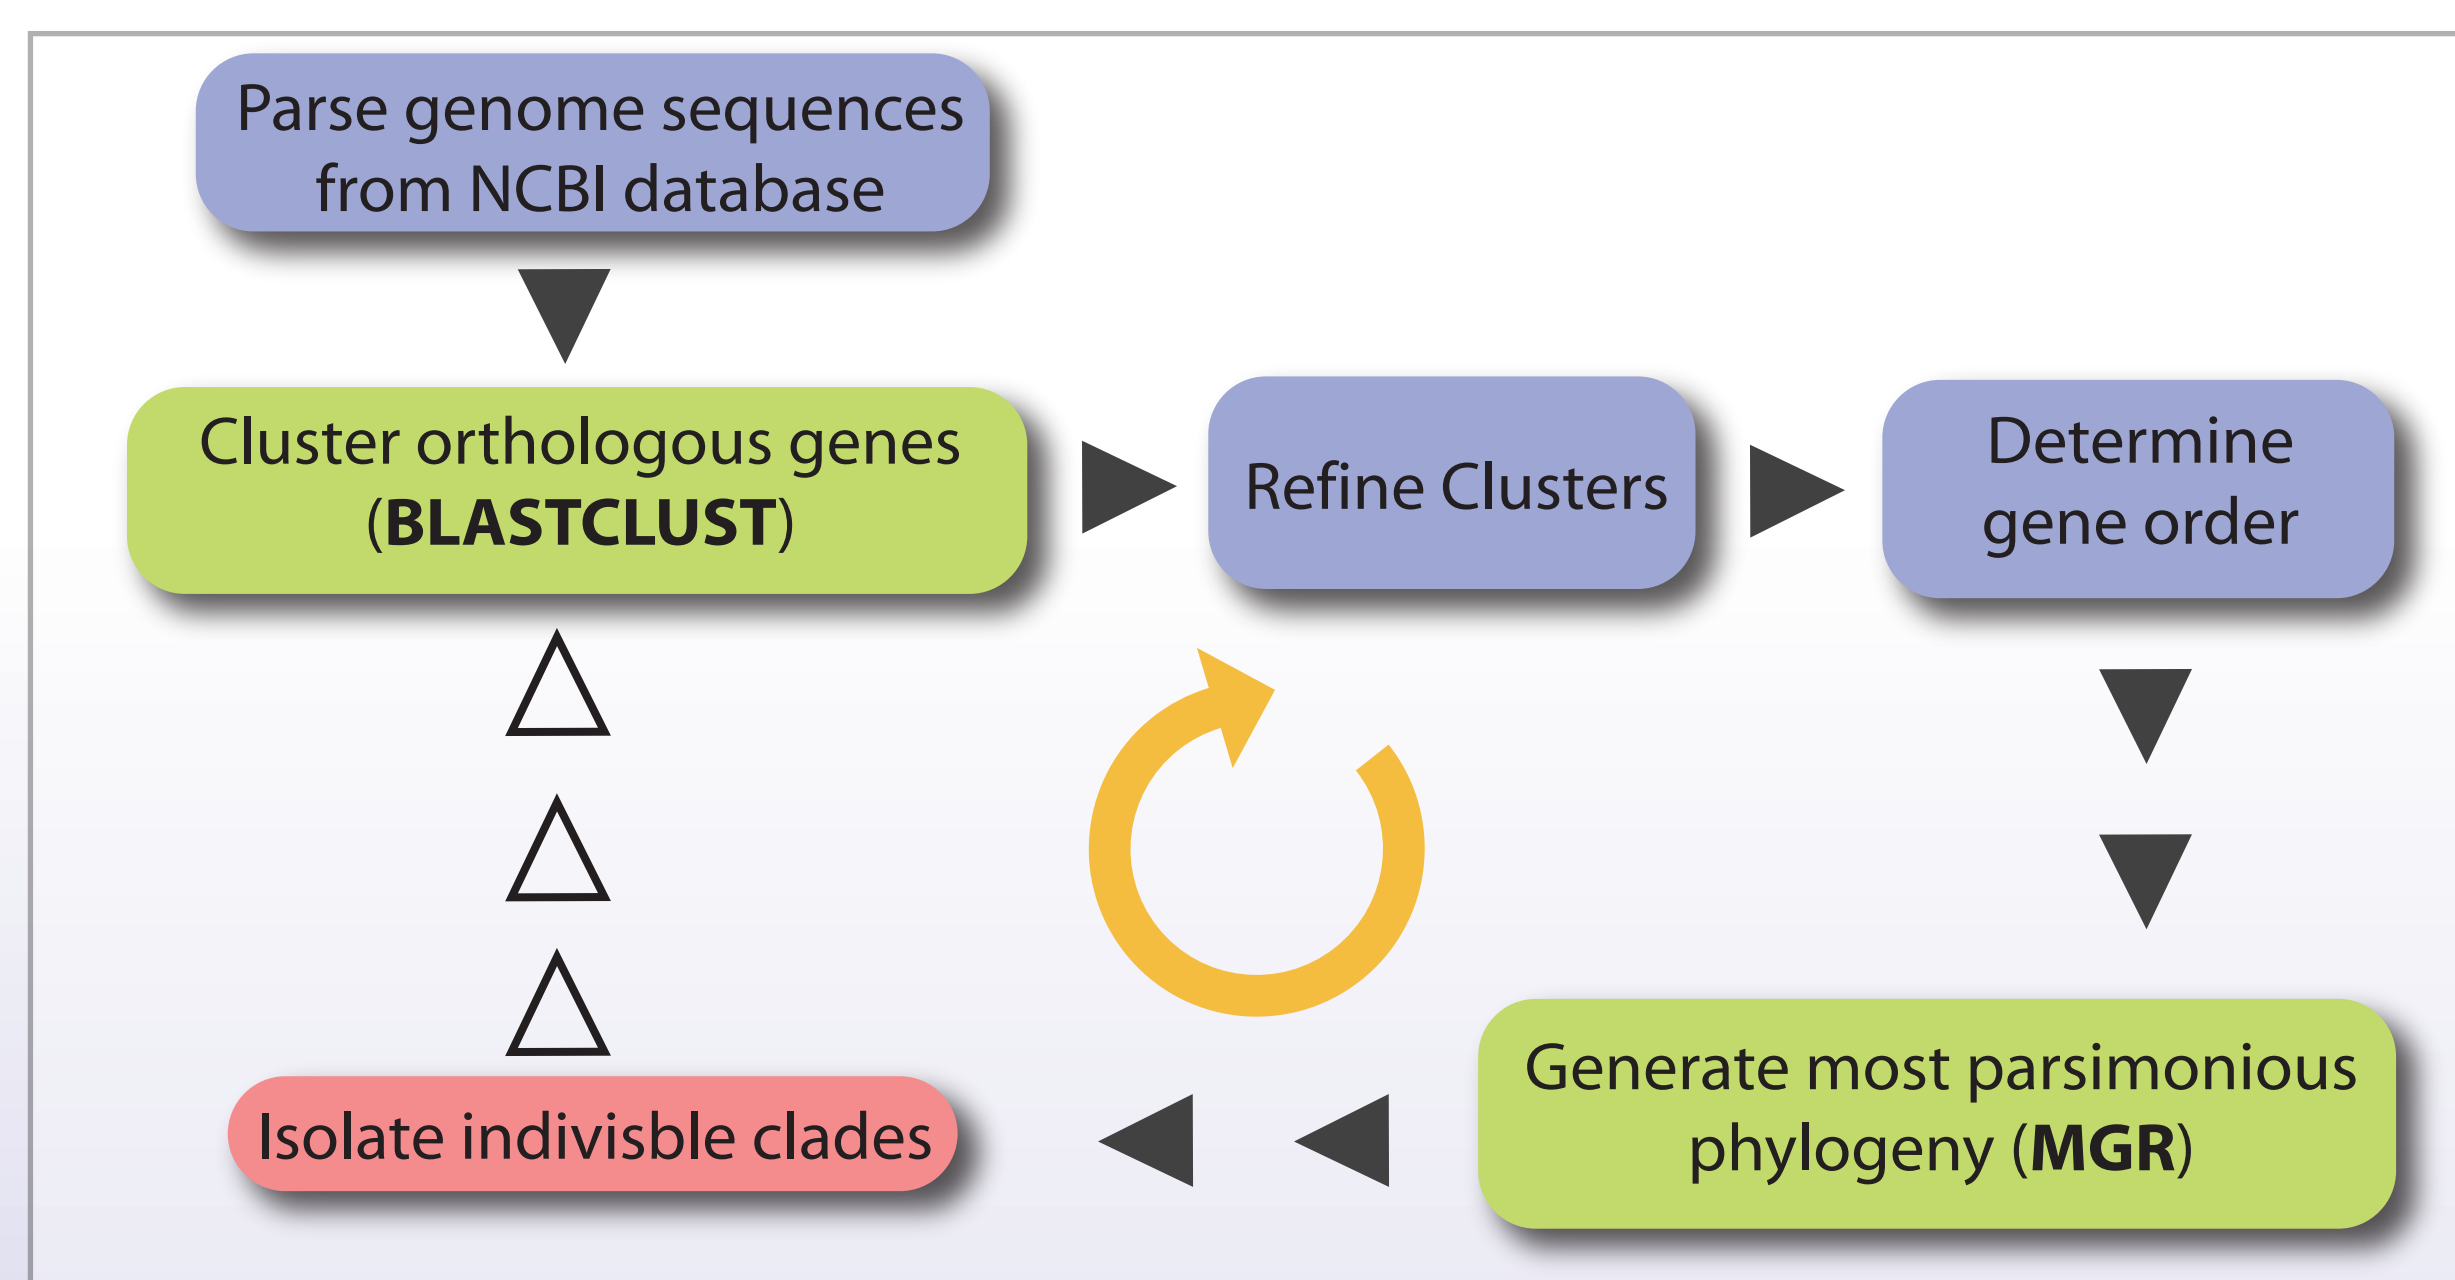 Parse genome sequences
from NCBI database
Cluster orthologous genes
(BLASTCLUST)
Refine Clusters
Determine
gene order
Generate most parsimonious
phylogeny (MGR)
Isolate indivisble clades